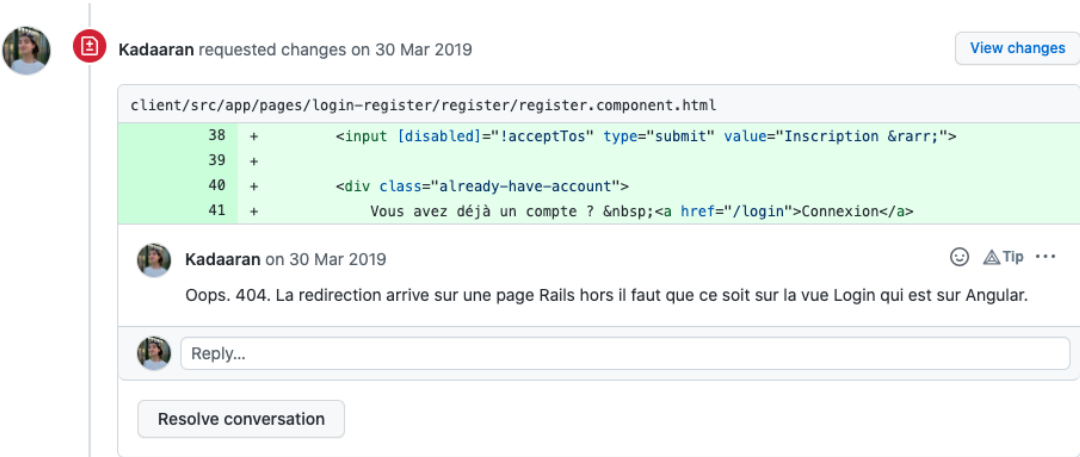 Kadaaran requested changes on 30 Mar 2019
View changes
client/src/app/pages/login-register/register/register.component.html
38 + <input [disabled]="!acceptTos" type="submit" value="Inscription &rarr;">
39 +
40 + <div class="already-have-account">
41 + Vous avez déjà un compte ? &nbsp;<a href="/login">Connexion</a>
Kadaaran on 30 Mar 2019
Tip
Oops. 404. La redirection arrive sur une page Rails hors il faut que ce soit sur la vue Login qui est sur Angular.
Reply...
Resolve conversation